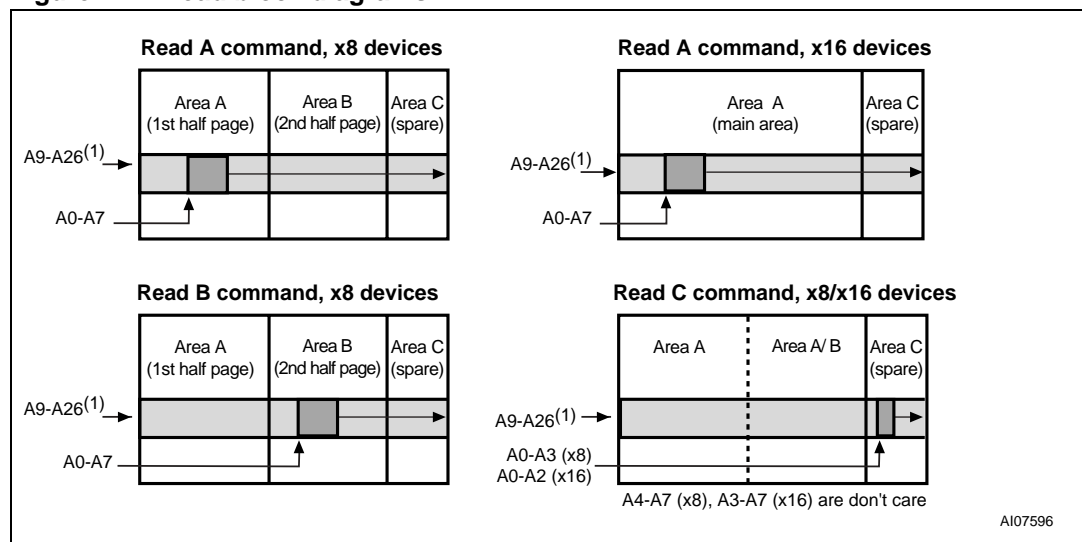 Read A command, x8 devices
Area A
(1st half page)
Area B
(2nd half page)
Area C
(spare)
A9-A26(1)
A0-A7
Read A command, x16 devices
Area A
(main area)
Area C
(spare)
A9-A26(1)
A0-A7
Read B command, x8 devices
Area A
(1st half page)
Area B
(2nd half page)
Area C
(spare)
A9-A26(1)
A0-A7
Read C command, x8/x16 devices
Area A
Area A/ B
Area C
(spare)
A9-A26(1)
A0-A3 (x8)
A0-A2 (x16)
A4-A7 (x8), A3-A7 (x16) are don't care
AI07596